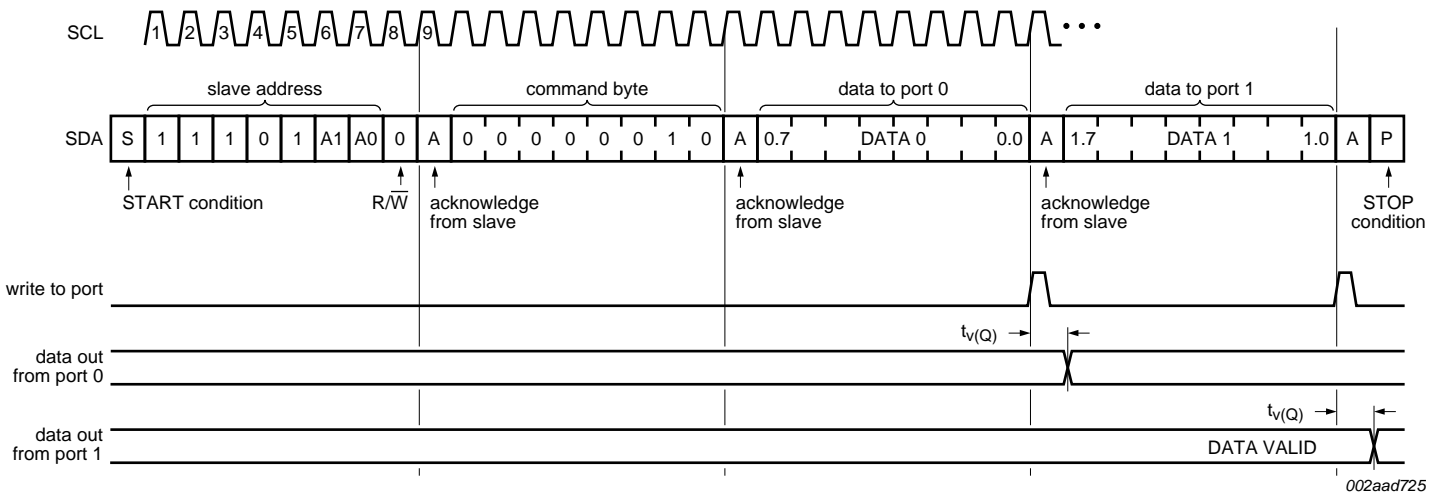 SCL 1 2 3 4 5 6 7 8 9
slave address command byte data to port 0 data to port 1
SDA S 1 1 1 0 1 A1 A0 0 A 0 0 0 0 0 0 1 0 A 0.7 DATA 0 0.0 A 1.7 DATA 1 1.0 A P
START condition R/W̅ acknowledge acknowledge acknowledge STOP
from slave from slave from slave condition
write to port
tv(Q)
data out
from port 0
tv(Q)
data out
from port 1 DATA VALID
002aad725